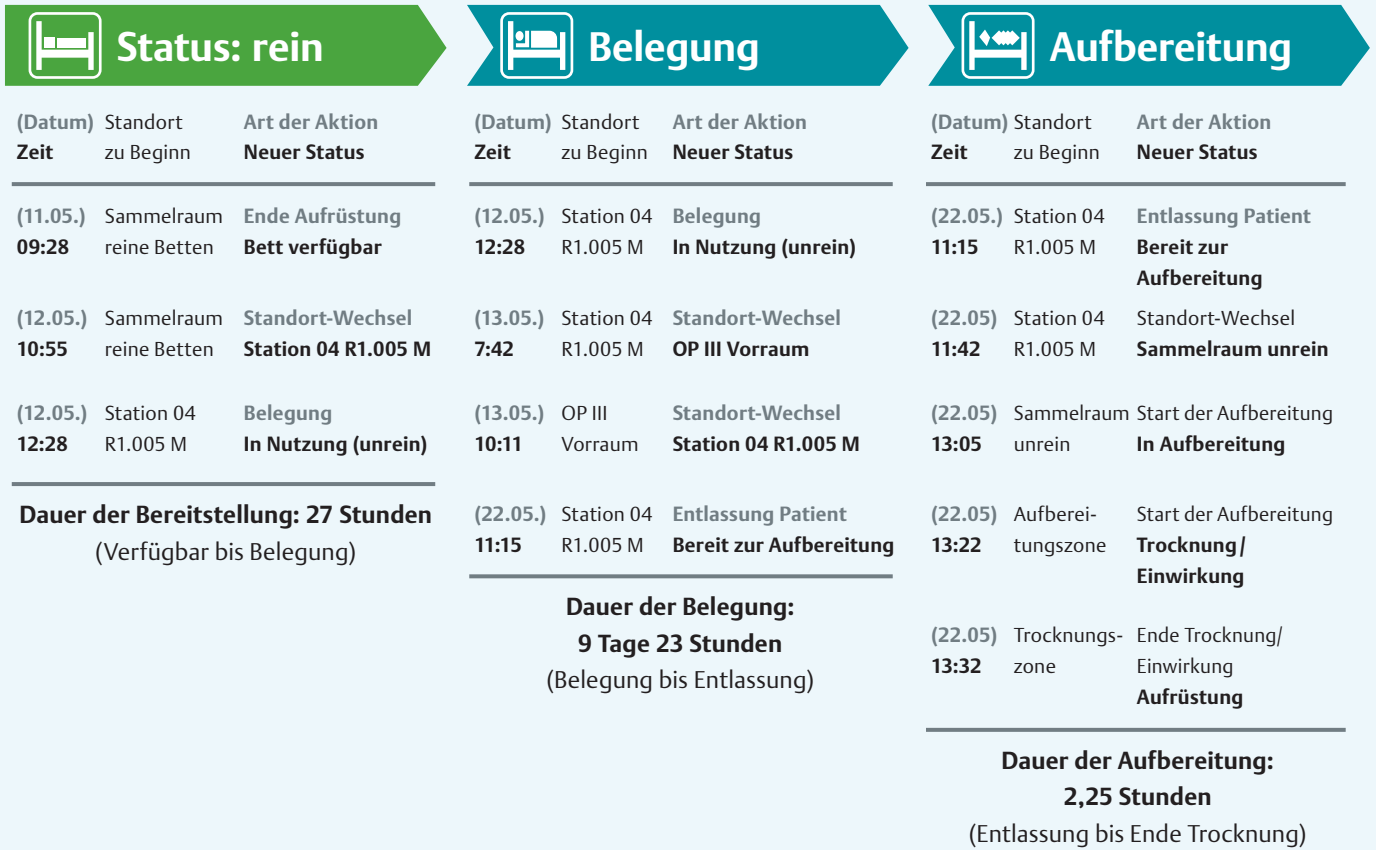 Status: rein
(Datum) Standort Art der Aktion
Zeit zu Beginn Neuer Status
(11.05.) Sammelraum Ende Aufrüstung
09:28 reine Betten Bett verfügbar
(12.05.) Sammelraum Standort-Wechsel
10:55 reine Betten Station 04 R1.005 M
(12.05.) Station 04 Belegung
12:28 R1.005 M In Nutzung (unrein)
Dauer der Bereitstellung: 27 Stunden
(Verfügbar bis Belegung)
Belegung
(Datum) Standort Art der Aktion
Zeit zu Beginn Neuer Status
(12.05.) Station 04 Belegung
12:28 R1.005 M In Nutzung (unrein)
(13.05.) Station 04 Standort-Wechsel
7:42 R1.005 M OP III Vorraum
(13.05.) OP III Standort-Wechsel
10:11 Vorraum Station 04 R1.005 M
(22.05.) Station 04 Entlassung Patient
11:15 R1.005 M Bereit zur Aufbereitung
Dauer der Belegung:
9 Tage 23 Stunden
(Belegung bis Entlassung)
Aufbereitung
(Datum) Standort Art der Aktion
Zeit zu Beginn Neuer Status
(22.05.) Station 04 Entlassung Patient
11:15 R1.005 M Bereit zur
Aufbereitung
(22.05) Station 04 Standort-Wechsel
11:42 R1.005 M Sammelraum unrein
(22.05) Sammelraum Start der Aufbereitung
13:05 unrein In Aufbereitung
(22.05) Aufberei- Start der Aufbereitung
13:22 tungszone Trocknung/
Einwirkung
(22.05) Trocknungs- Ende Trocknung/
13:32 zone Einwirkung
Aufrüstung
Dauer der Aufbereitung:
2,25 Stunden
(Entlassung bis Ende Trocknung)